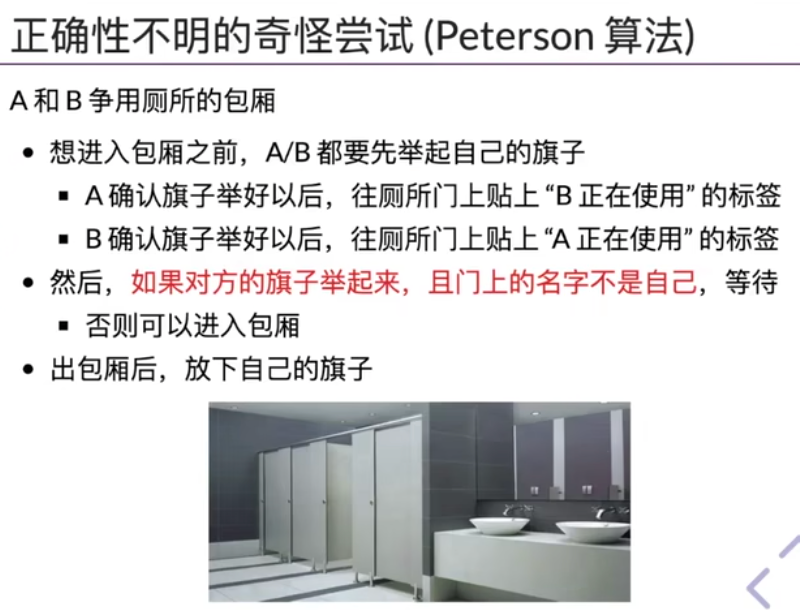 正确性不明的奇怪尝试 (Peterson 算法)
A 和 B 争用厕所的包厢
想进入包厢之前，A/B 都要先举起自己的旗子
A 确认旗子举好以后，往厕所门上贴上 “B 正在使用” 的标签
B 确认旗子举好以后，往厕所门上贴上 “A 正在使用” 的标签
然后，如果对方的旗子举起来，且门上的名字不是自己，等待
否则可以进入包厢
出包厢后，放下自己的旗子